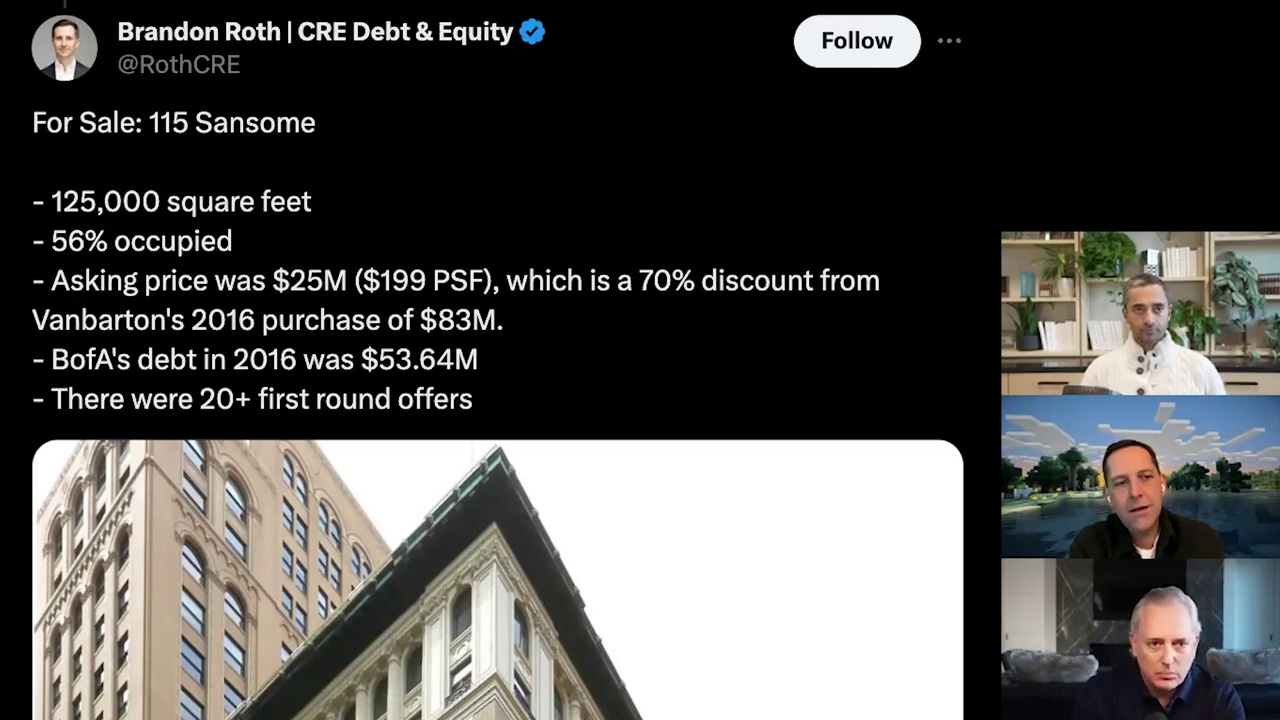 Brandon Roth | CRE Debt & Equity
@RothCRE
Follow
For Sale: 115 Sansome
- 125,000 square feet
- 56% occupied
- Asking price was $25M ($199 PSF), which is a 70% discount from
Vanbarton's 2016 purchase of $83M.
- BofA's debt in 2016 was $53.64M
- There were 20+ first round offers